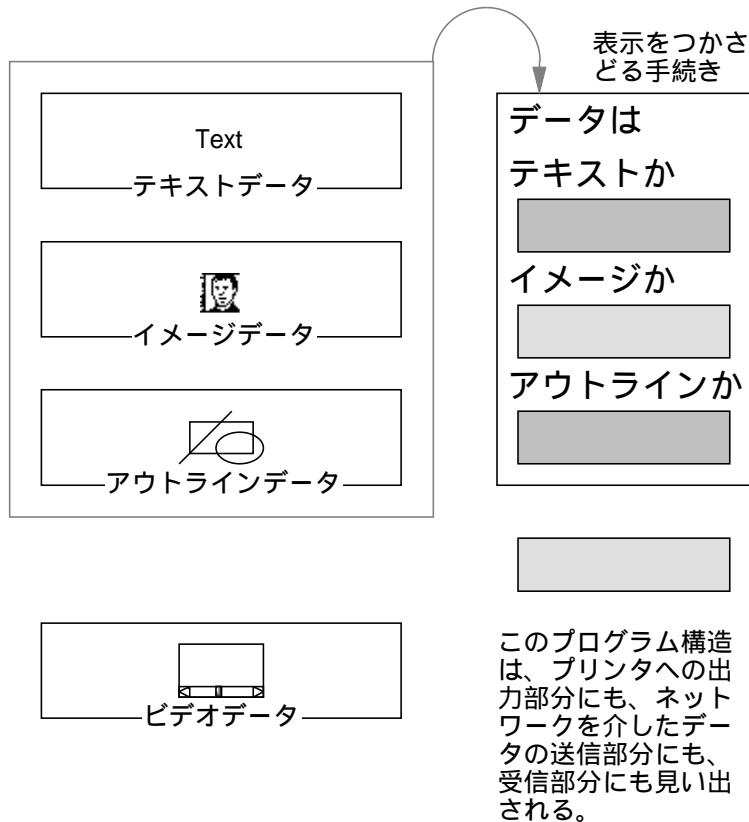 表示をつかさ
どる手続き
Text
テキストデータ
イメージデータ
アウトラインデータ
ビデオデータ
データは
テキストか
イメージか
アウトラインか
このプログラム構造
は、プリンタへの出
力部分にも、ネット
ワークを介したデー
タの送信部分にも、
受信部分にも見い出
される。